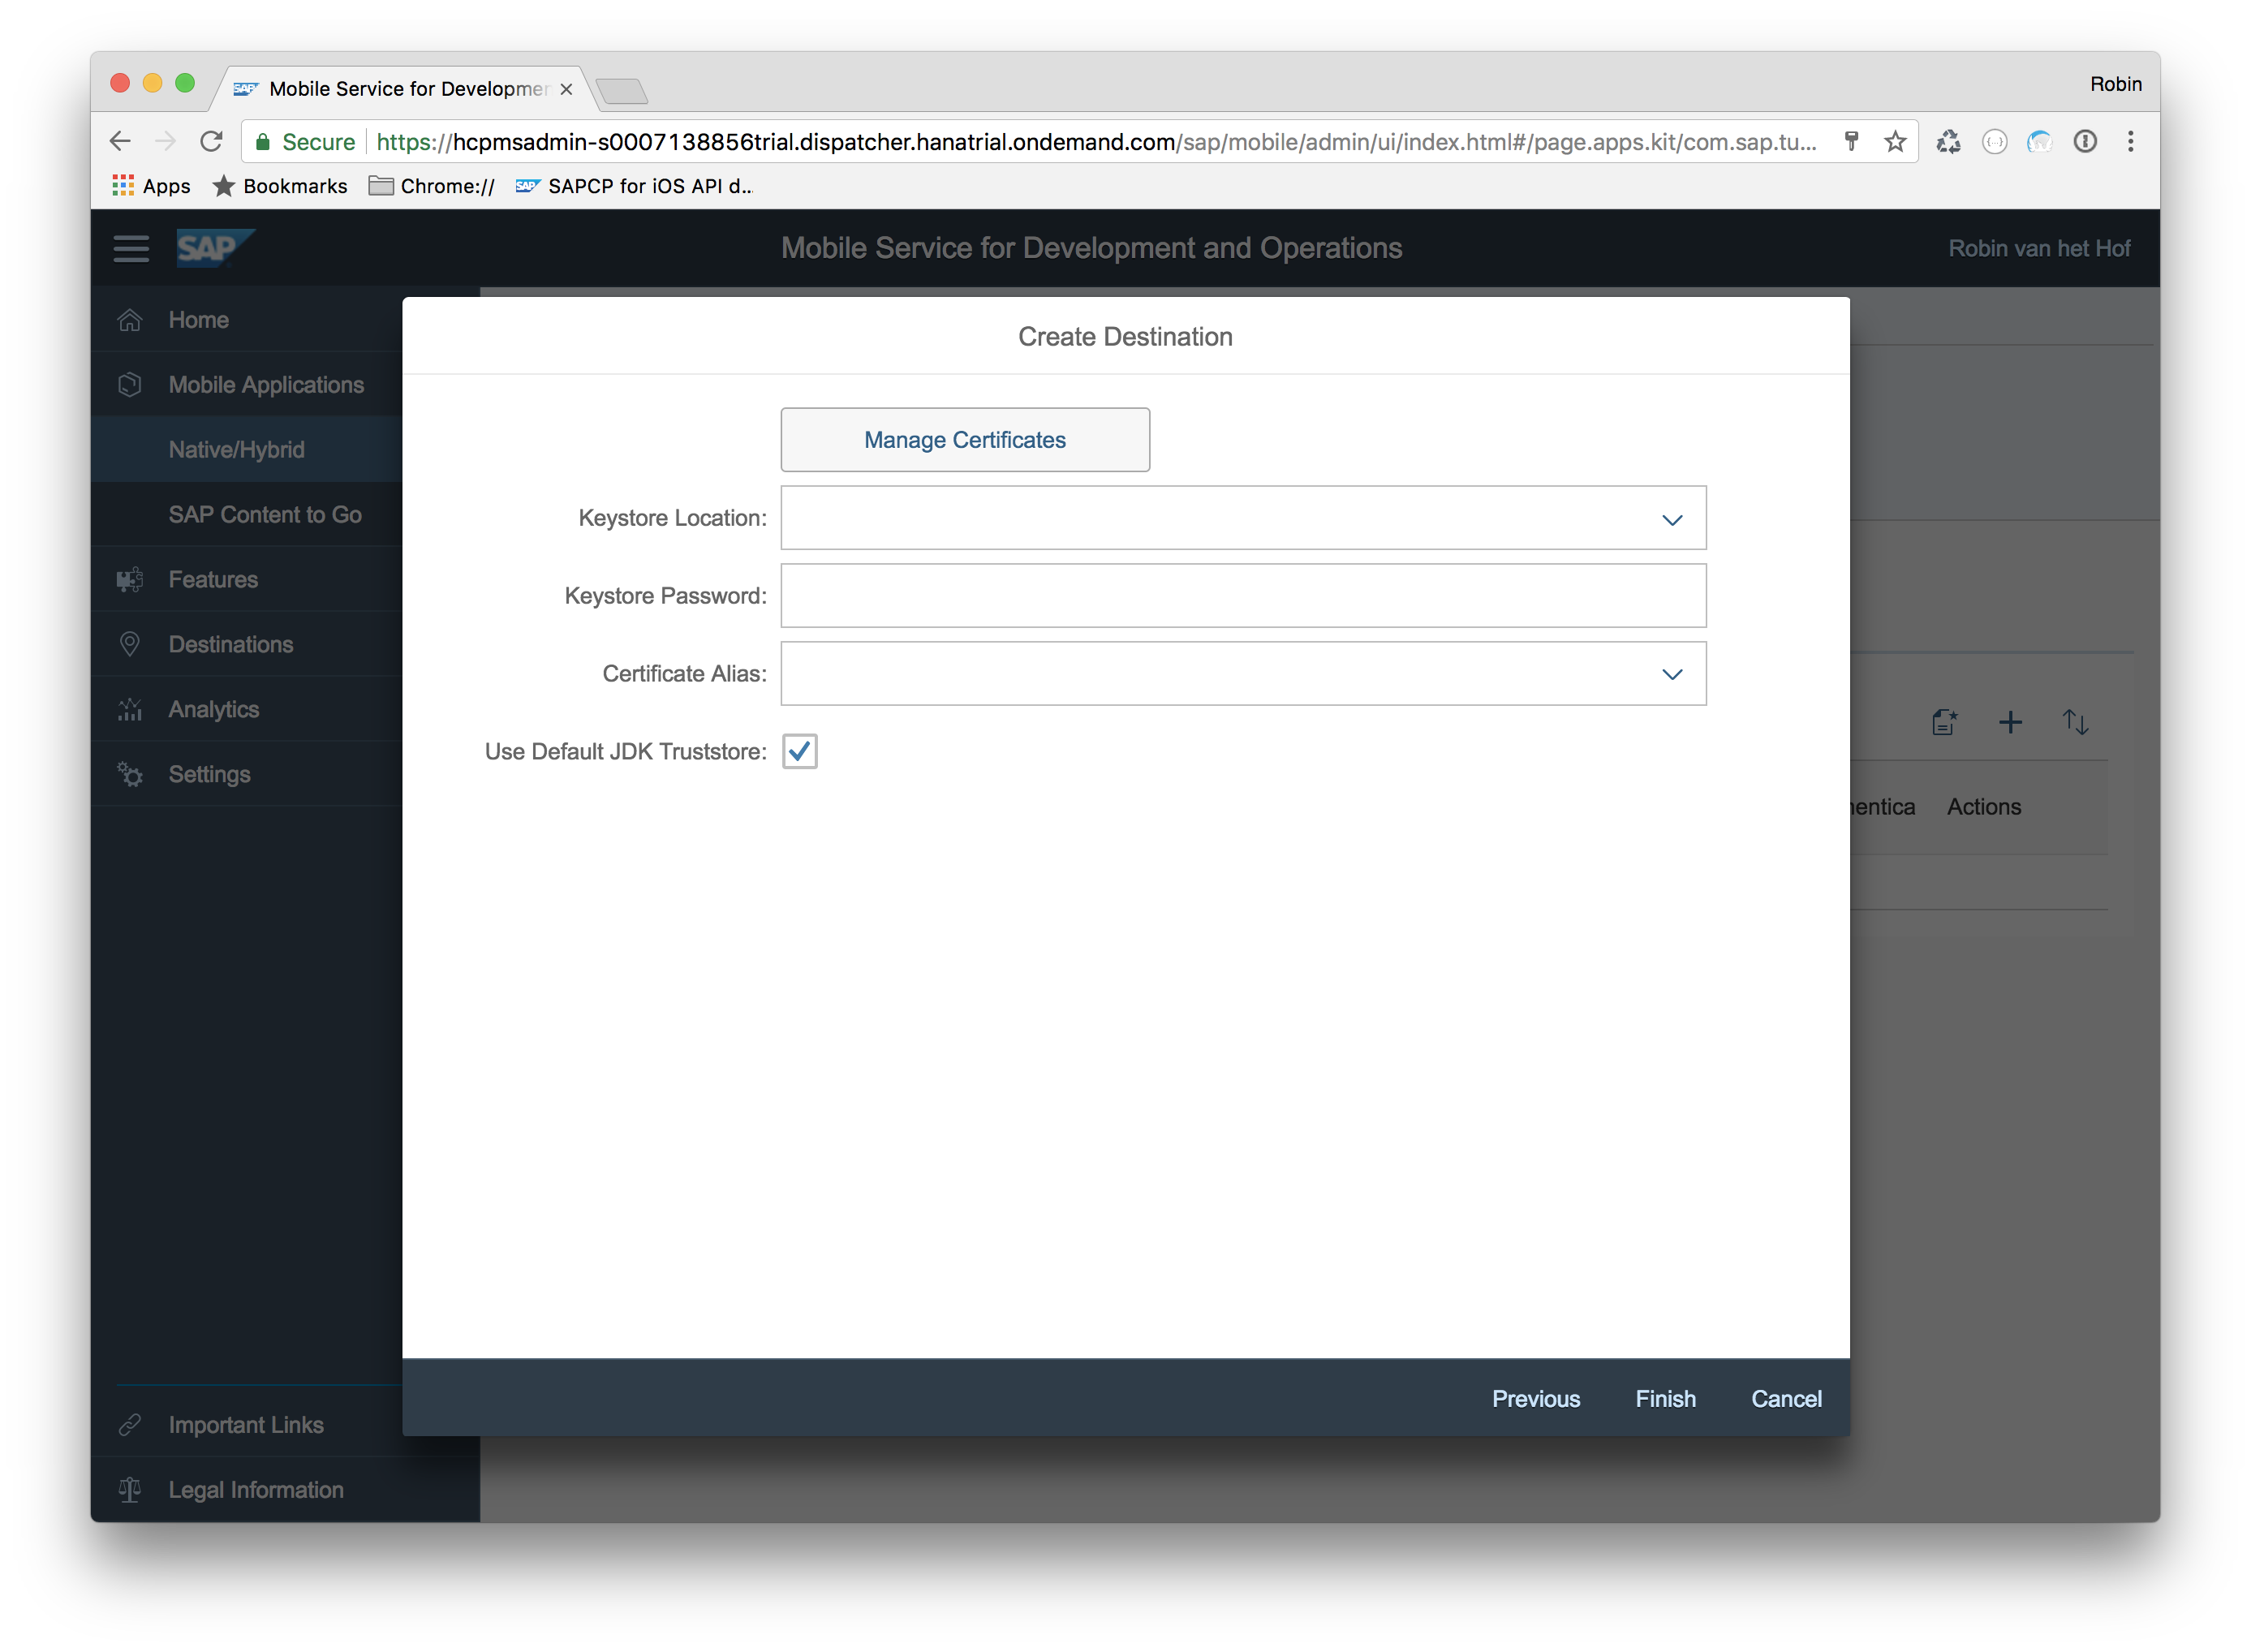 Mobile Service for Developmer
Robin
Secure
https://hcpmsadmin-s0007138856trial.dispatcher.hanatrial.ondemand.com/sap/mobile/admin/ui/index.html#/page.apps.kit/com.sap.tu...
Apps
Bookmarks
Chrome://
SAP
SAPCP for iOS API d...
SAP
Mobile Service for Development and Operations
Robin van het Hof
Home
Mobile Applications
Native/Hybrid
SAP Content to Go
Features
Destinations
Analytics
Settings
Important Links
Legal Information
Create Destination
Manage Certificates
Keystore Location:
Keystore Password:
Certificate Alias:
Use Default JDK Truststore:
Previous
Finish
Cancel
Actions